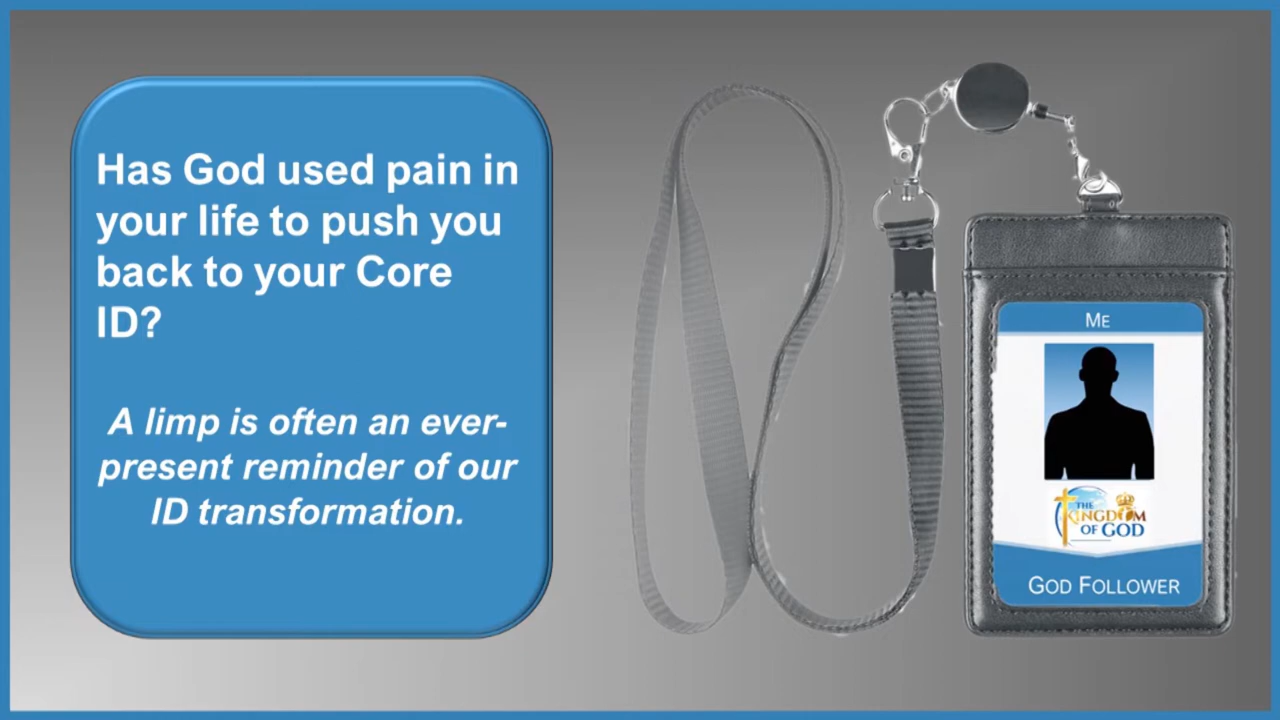 Has God used pain in
your life to push you
back to your Core
ID?
A limp is often an ever-
present reminder of our
ID transformation.
ME
THE
KINGDOM
OF GOD
GOD FOLLOWER